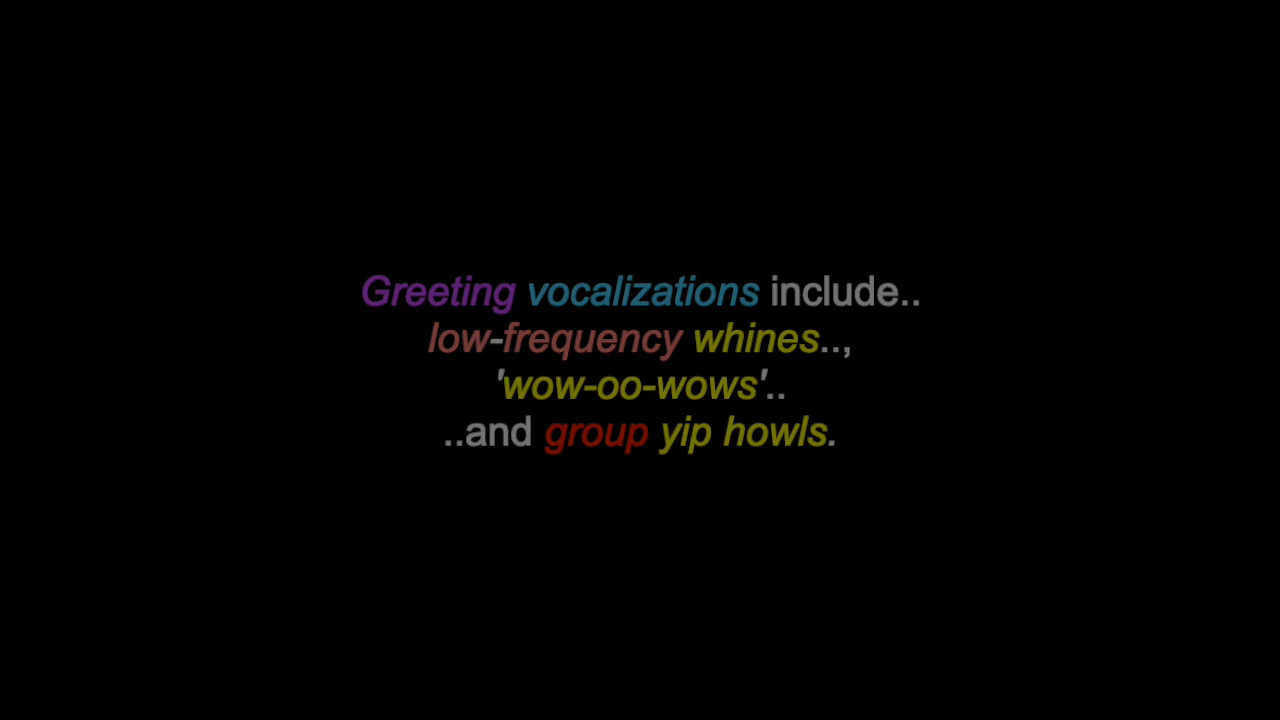 Greeting vocalizations include..
low-frequency whines..,
'wow-oo-wows'..
..and group yip howls.